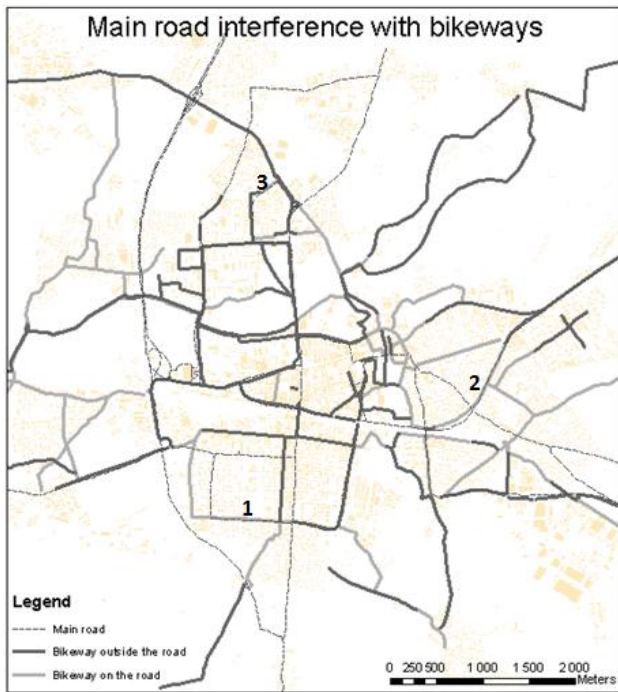 Main road interference with bikeways
3
2
1
Legend
Main road
Bikeway outside the road
Bikeway on the road
0 250 500 1 000 1 500 2 000
Meters